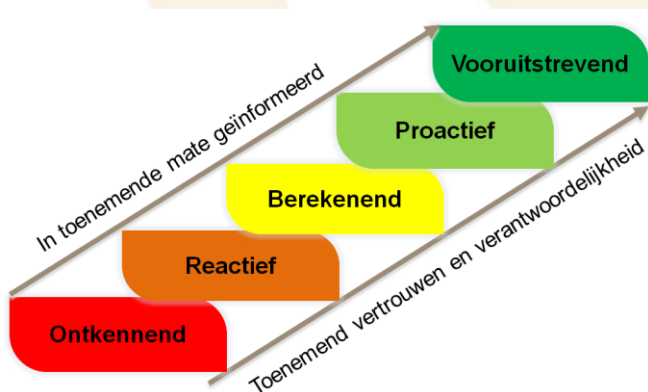 Vooruitstrevend
In toenemende mate geïnformeerd
Proactief
Berekenend
Reactief
Ontkennend
Toenemend vertrouwen en verantwoordelijkheid